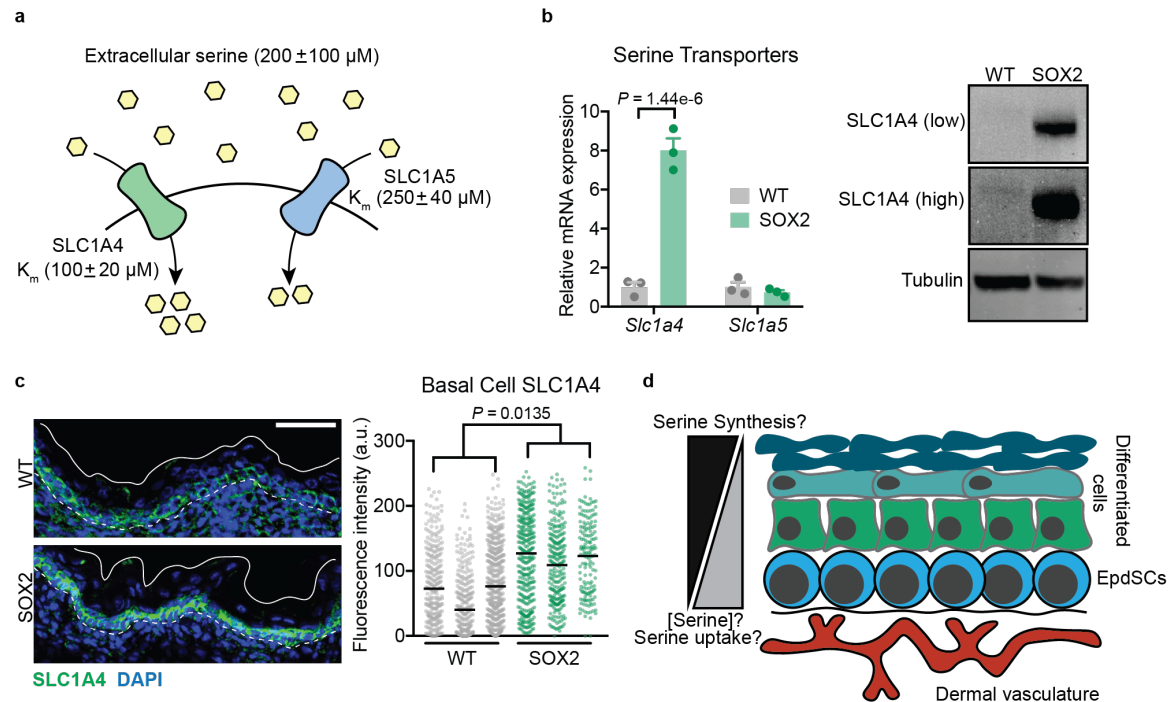 a
Extracellular serine (200 ±100 µM)
SLC1A5
Km (250±40 µM)
SLC1A4
Km (100±20 µM)
b
Serine Transporters
P = 1.44e-6
Relative mRNA expression
10
8
6
4
2
0
WT
SOX2
Slc1a4
Slc1a5
WT SOX2
SLC1A4 (low)
SLC1A4 (high)
Tubulin
c
WT
SOX2
SLC1A4 DAPI
Basal Cell SLC1A4
P = 0.0135
Fluorescence intensity (a.u.)
300
200
100
0
WT
SOX2
d
Serine Synthesis?
[Serine]?
Serine uptake?
Differentiated
cells
EpdSCs
Dermal vasculature